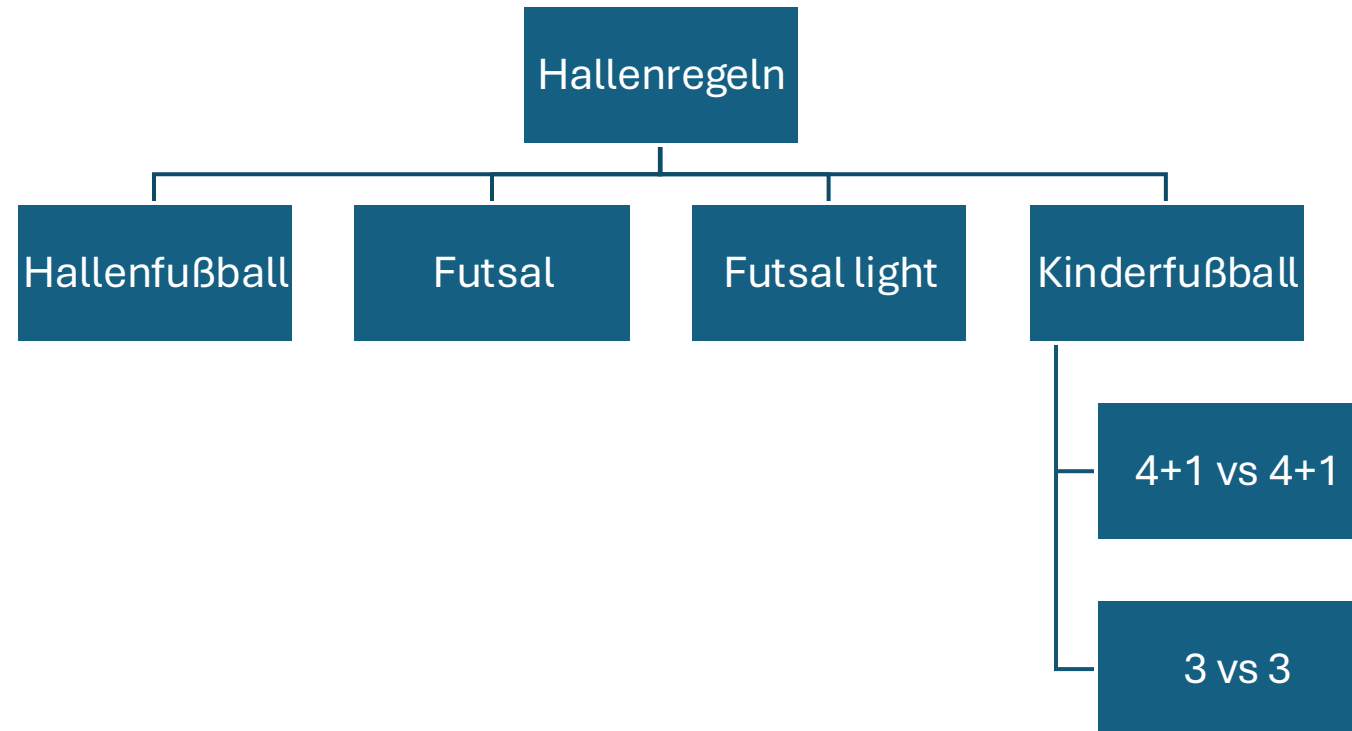 Hallenregeln
Hallenfußball
Futsal
Futsal light
Kinderfußball
4+1 vs 4+1
3 vs 3